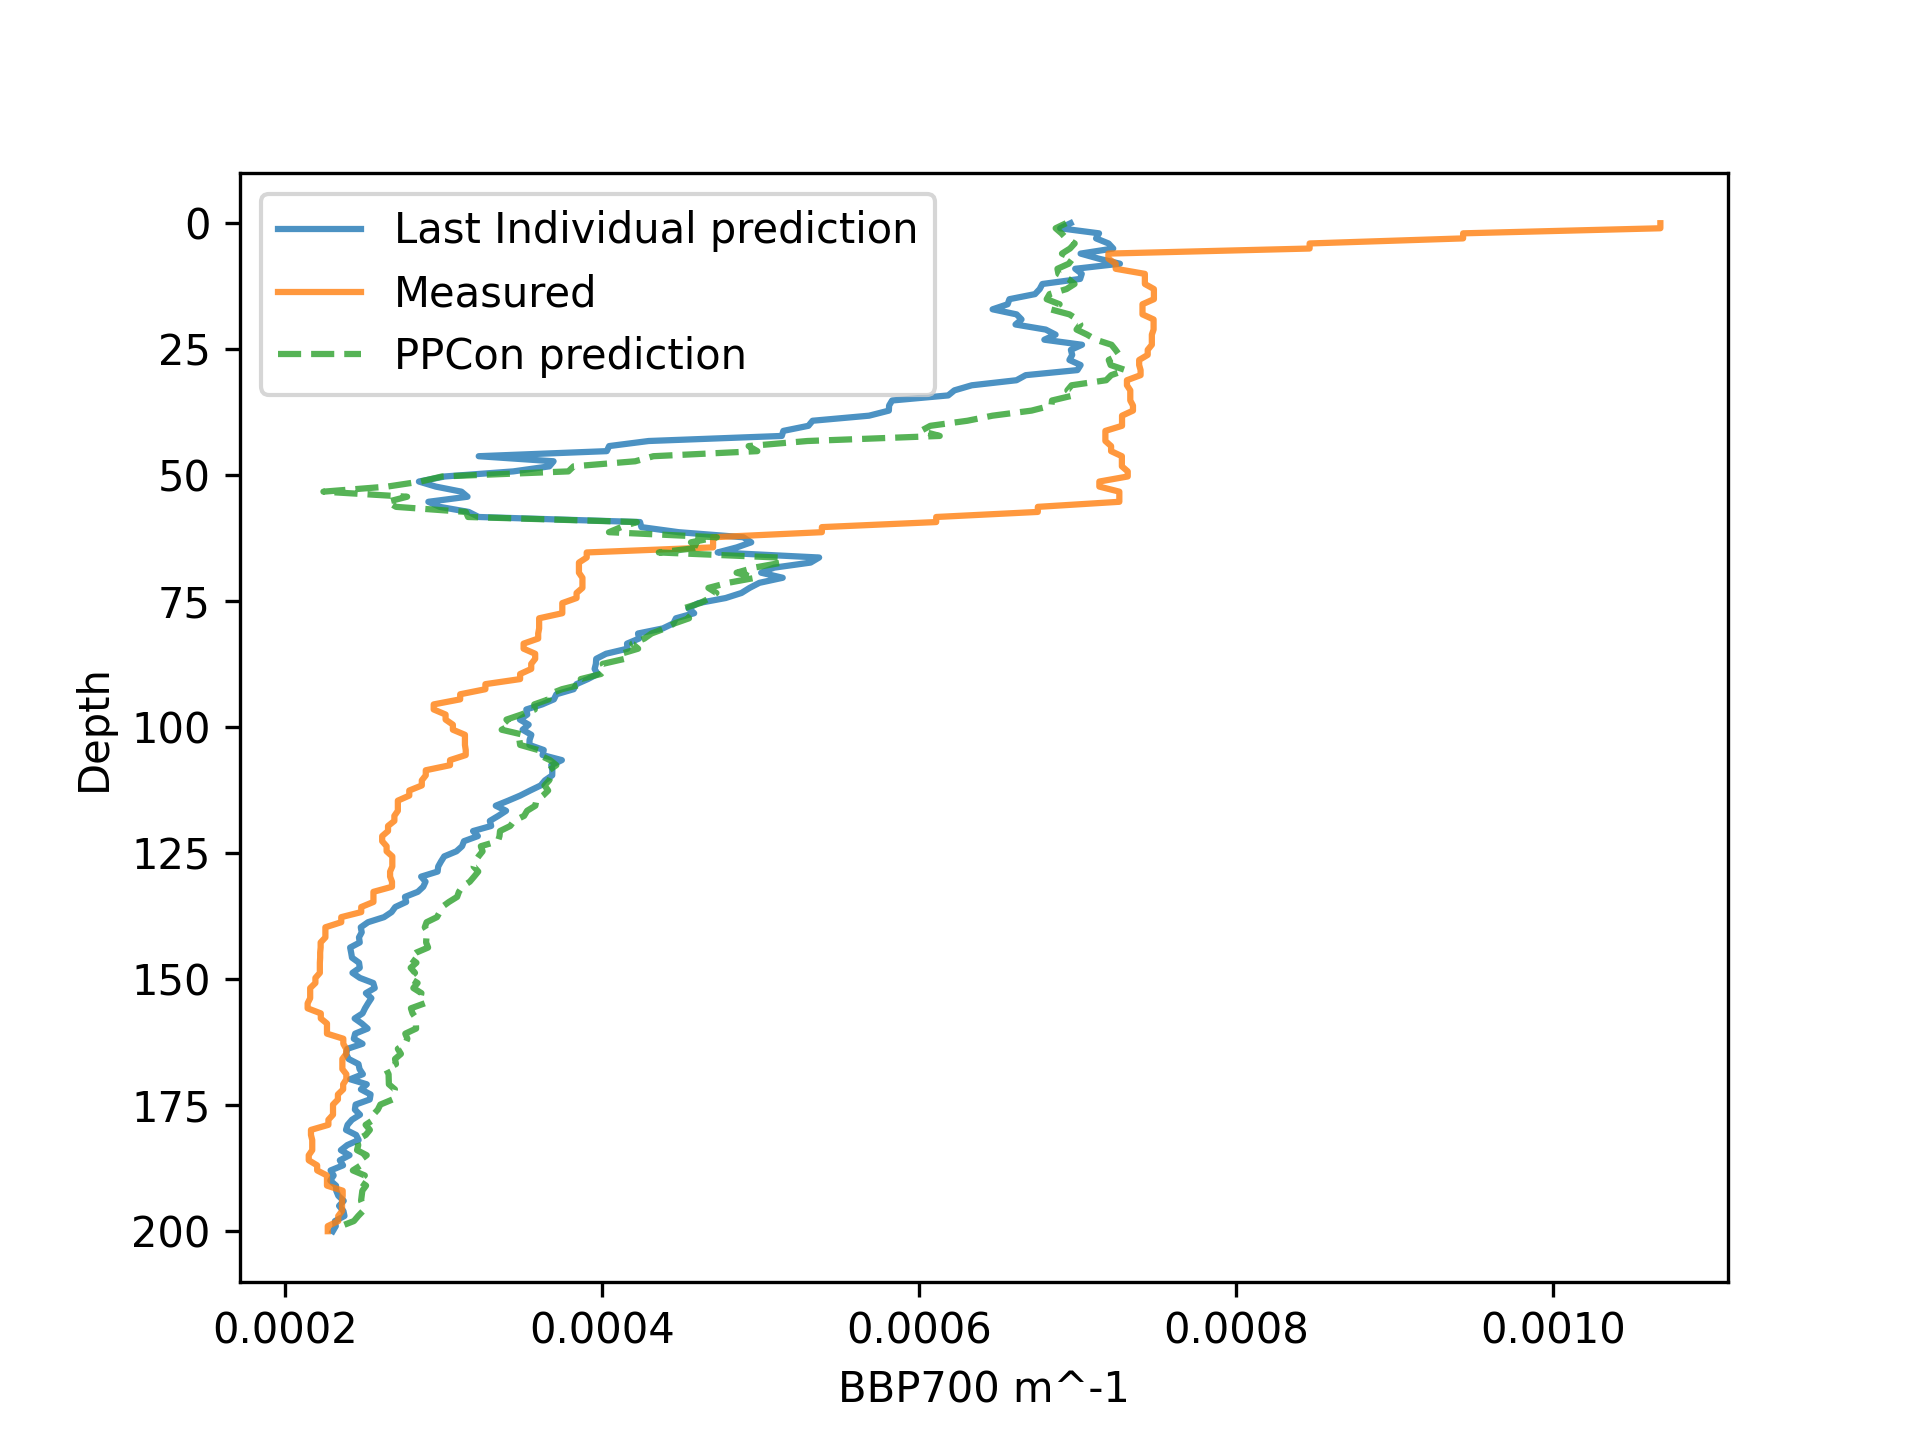 Last Individual prediction
Measured
PPCon prediction
0
25
50
75
100
125
150
175
200
Depth
0.0002 0.0004 0.0006 0.0008 0.0010
BBP700 m^-1